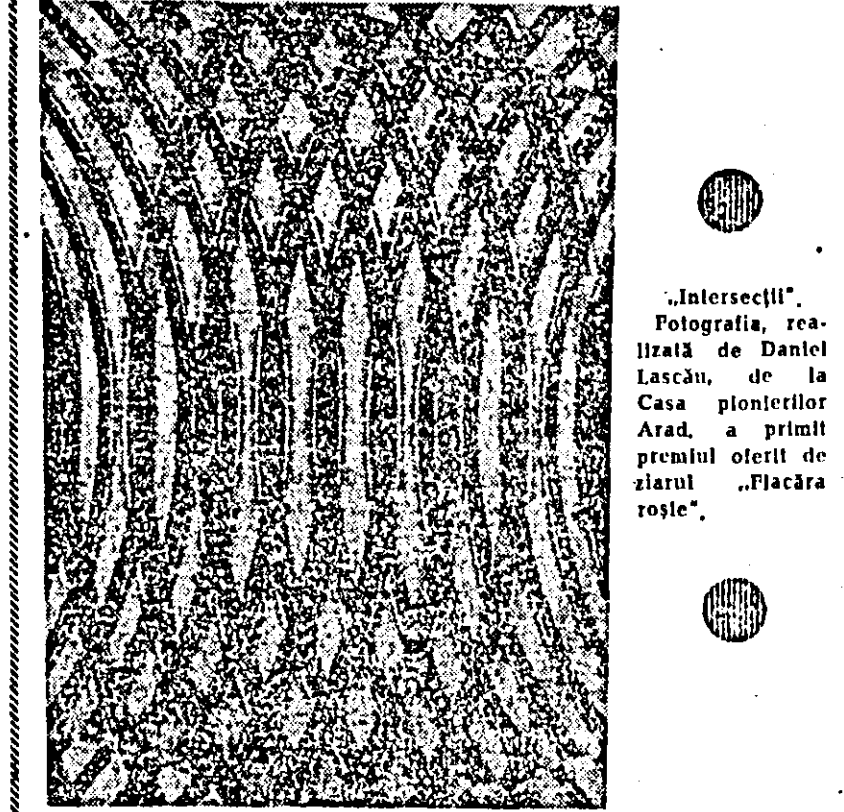 „Intersecții".
Fotografia, rea-
lizată de Daniel
Lascău, de la
Casa pionierilor
Arad, a primit
premiul oferit de
ziarul „Flacăra
roșie".